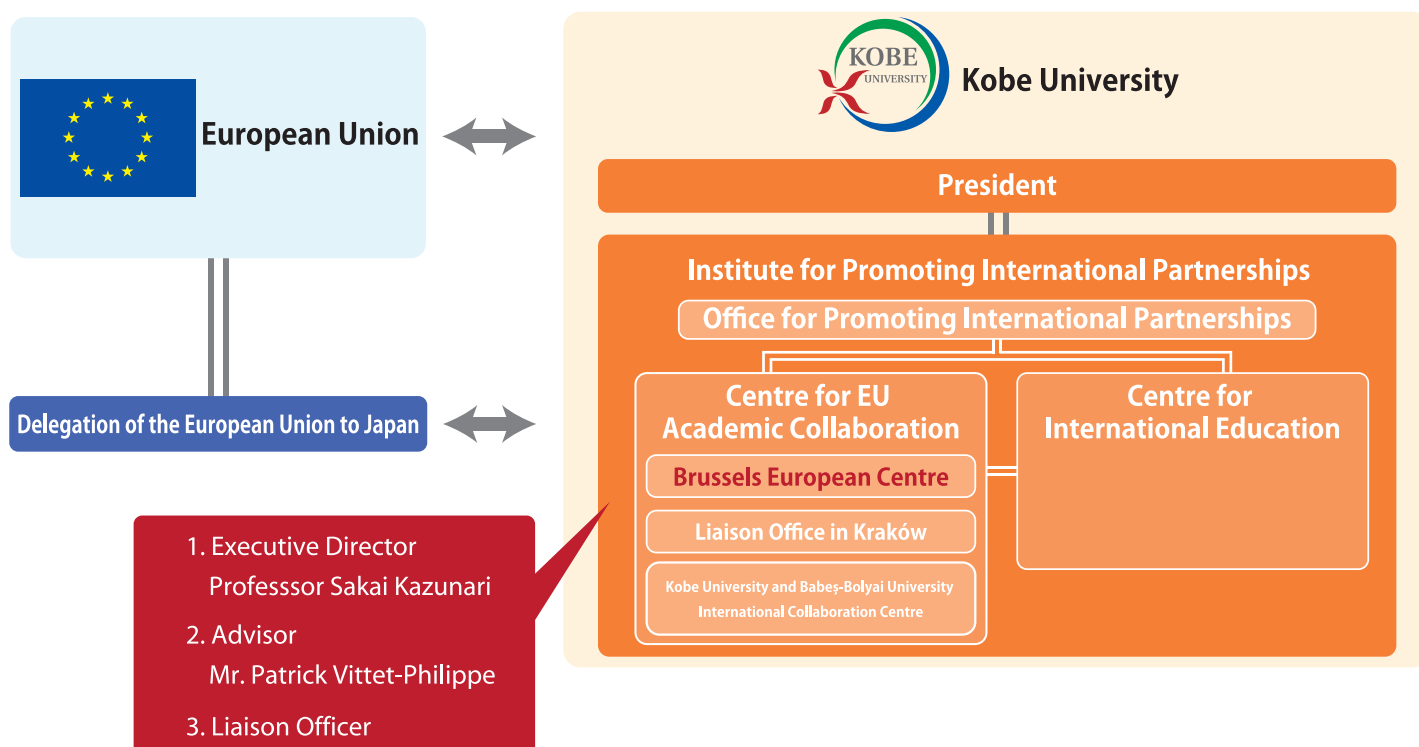 European Union
KOBE
UNIVERSITY
Kobe University
President
Institute for Promoting International Partnerships
Office for Promoting International Partnerships
Delegation of the European Union to Japan
Centre for EU
Academic Collaboration
Brussels European Centre
Liaison Office in Kraków
Kobe University and Babeș-Bolyai University
International Collaboration Centre
Centre for
International Education
1. Executive Director
Professsor Sakai Kazunari
2. Advisor
Mr. Patrick Vittet-Philippe
3. Liaison Officer